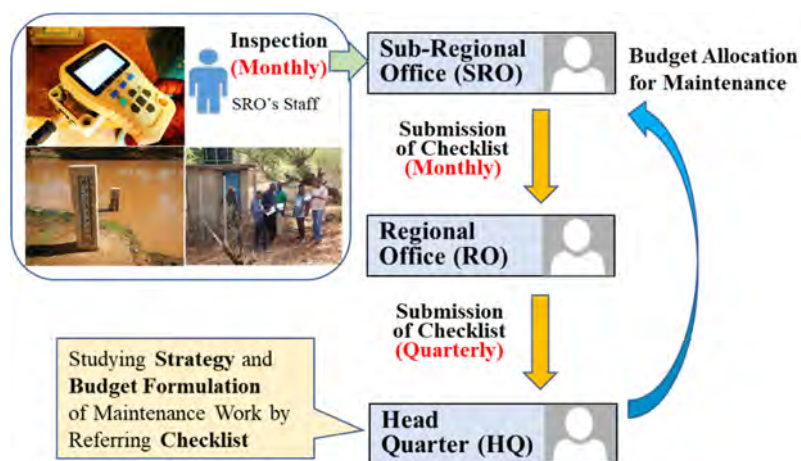 Inspection
(Monthly)
SRO's Staff
Sub-Regional
Office (SRO)
Budget Allocation
for Maintenance
Submission
of Checklist
(Monthly)
Regional
Office (RO)
Submission
of Checklist
(Quarterly)
Studying Strategy and
Budget Formulation
of Maintenance Work by
Referring Checklist
Head
Quarter (HQ)